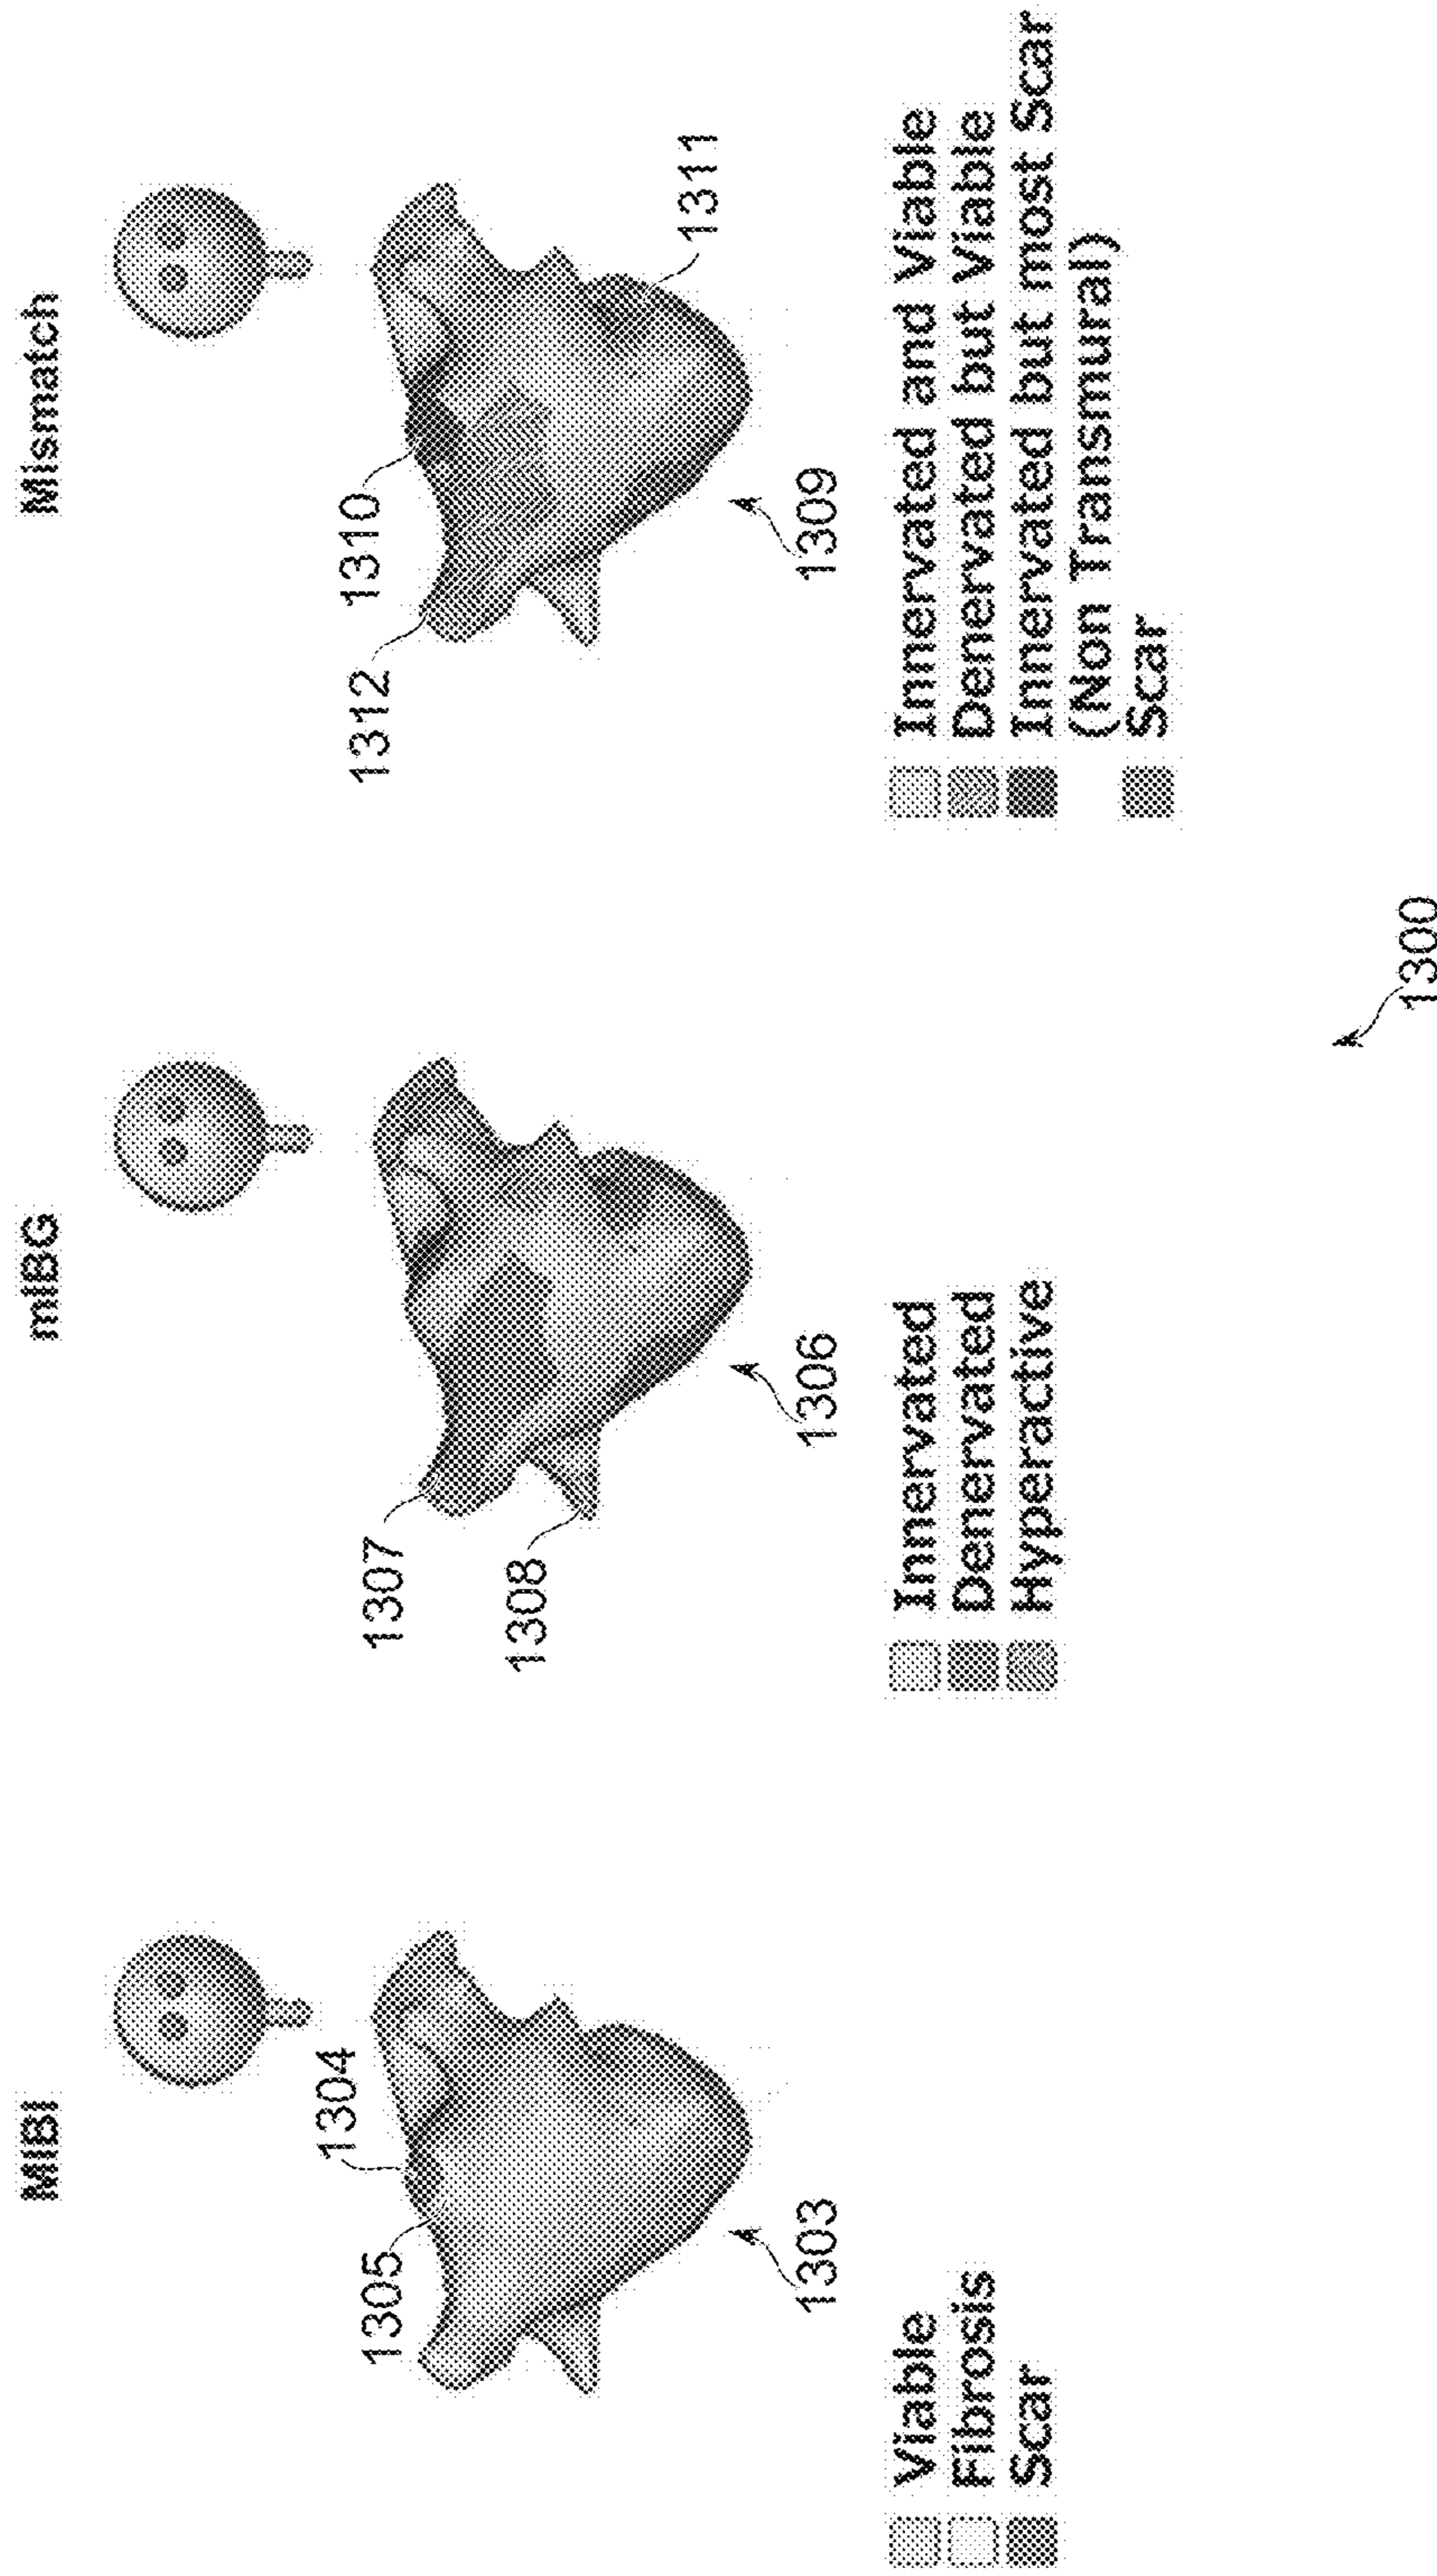 MIBI
1304
1305
1303
Viable
Fibrosis
Scar
mIBG
1307
1308
1306
Innervated
Denervated
Hyperactive
Mismatch
1310
1312
1311
1309
Innervated and Viable
Denervated but Viable
Innervated but most Scar
(Non Transmural)
Scar
1300